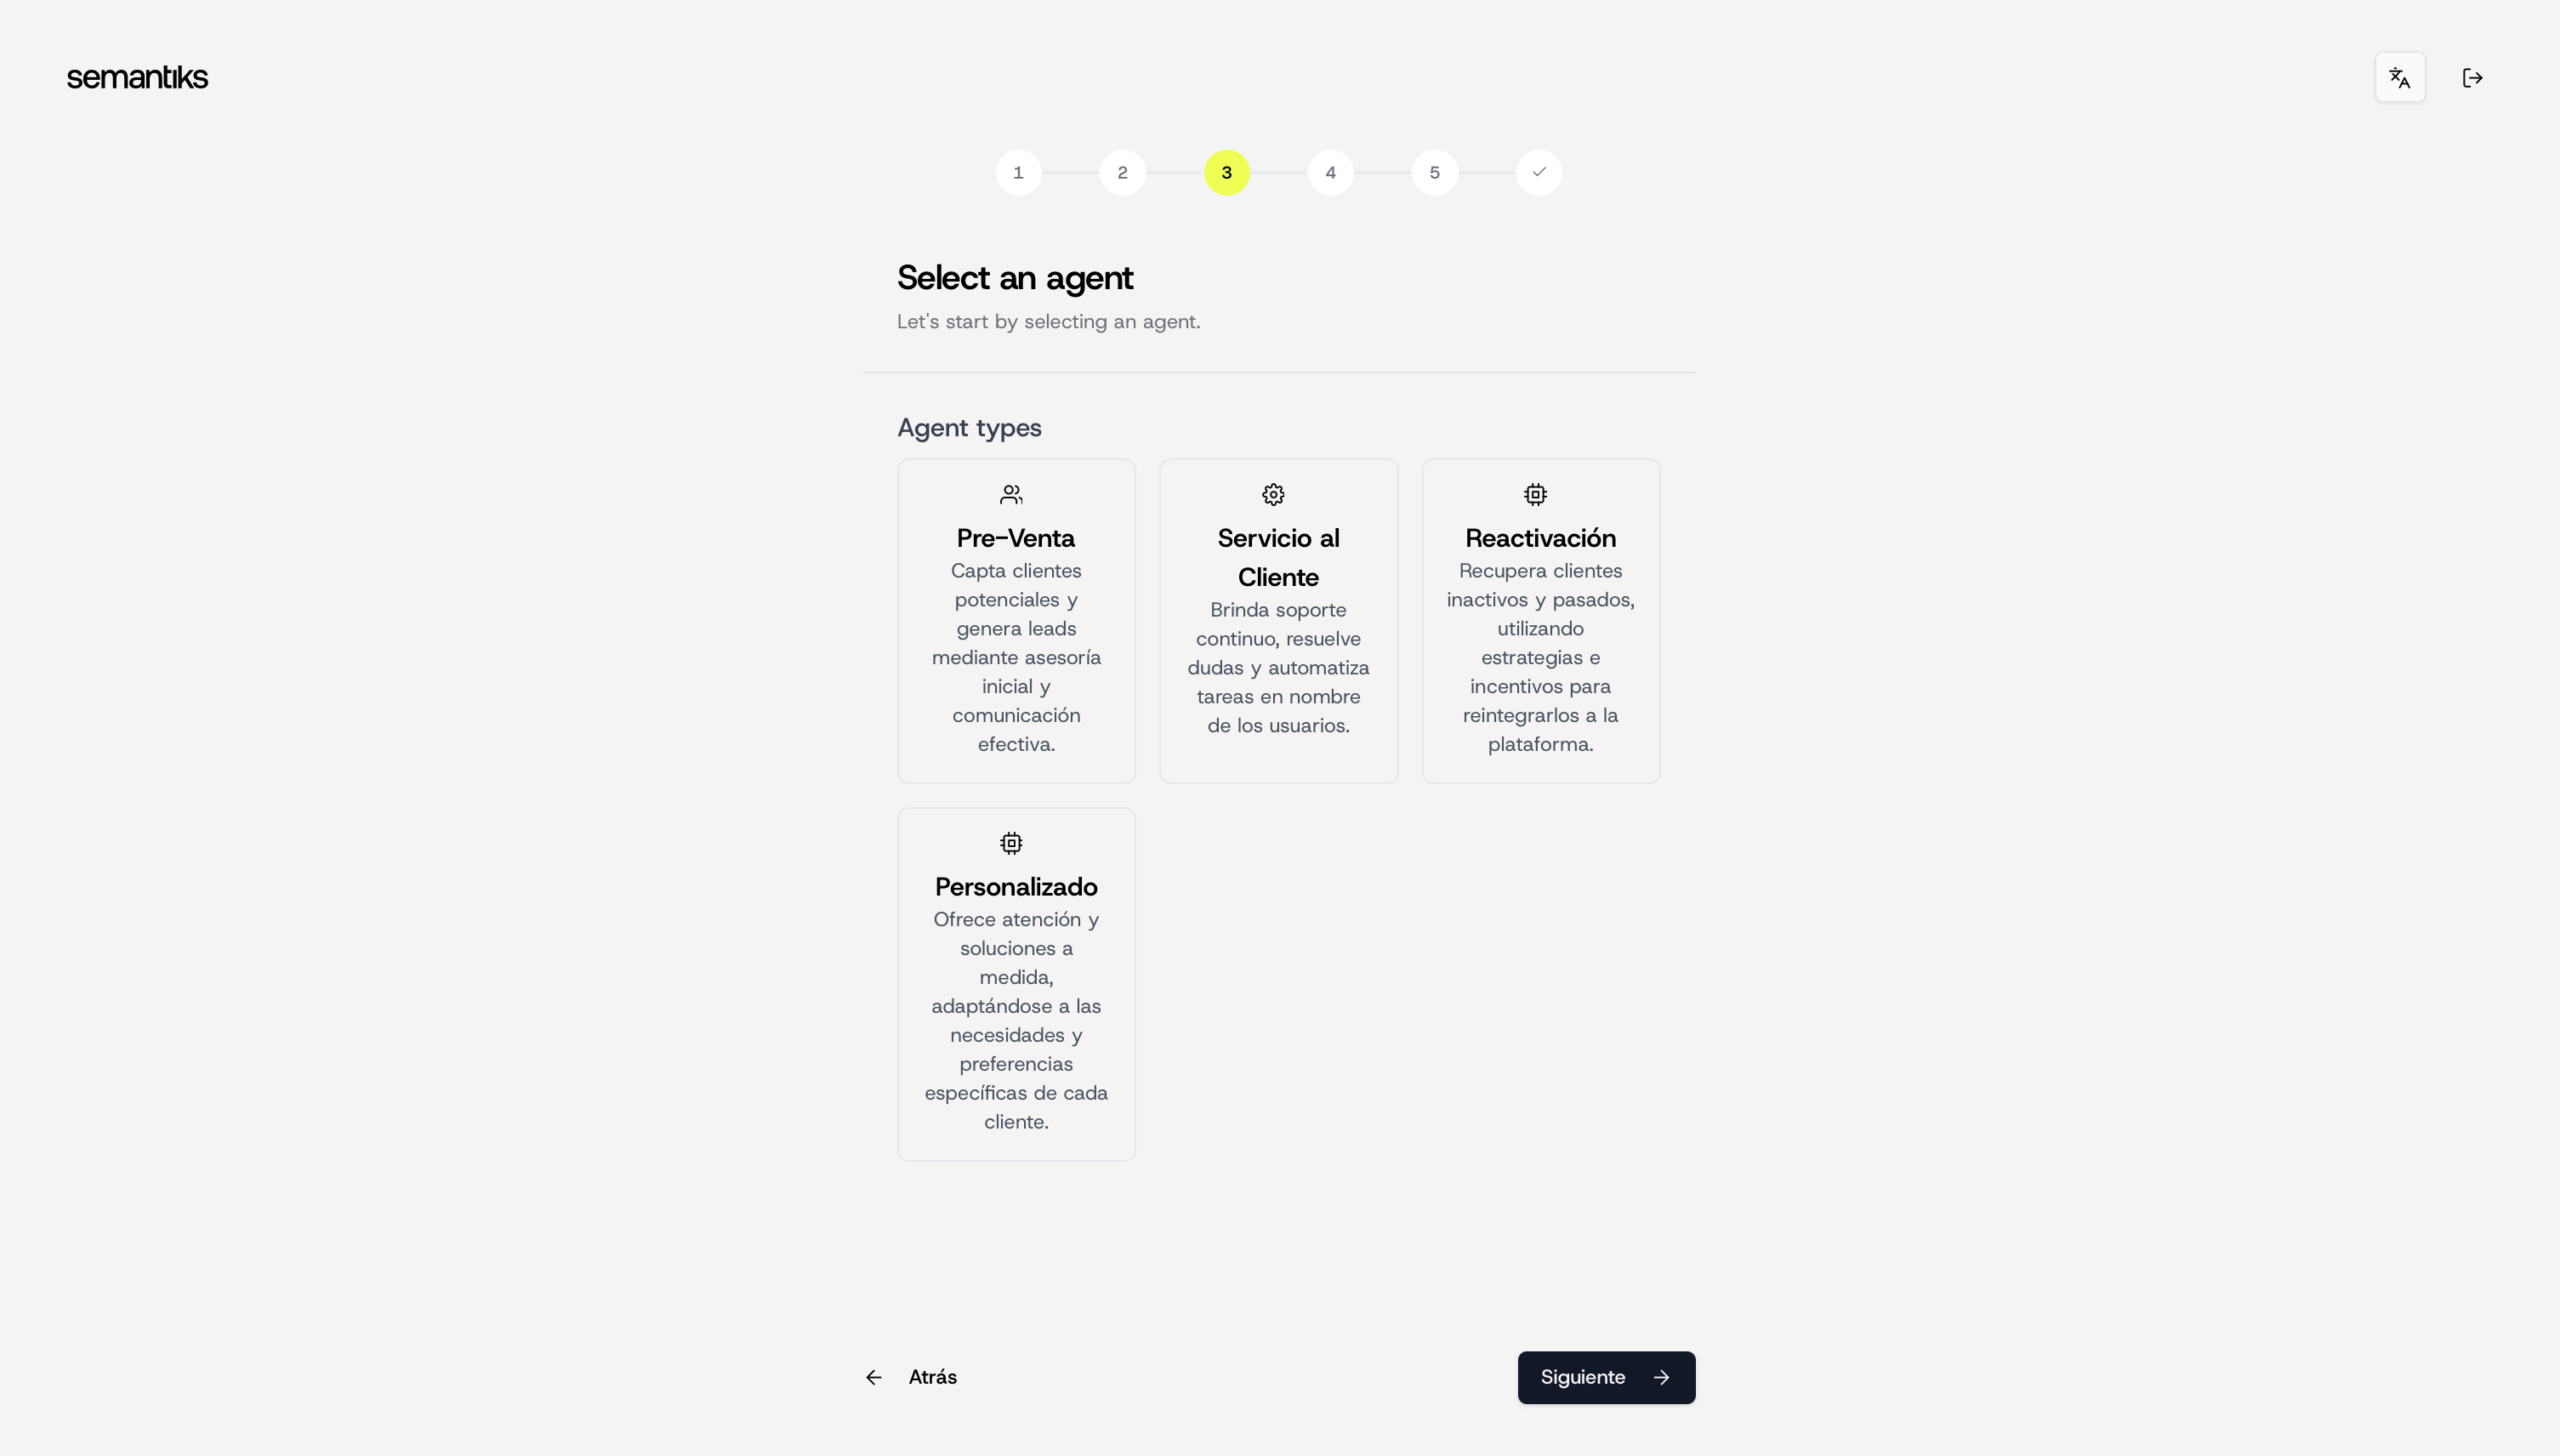 semantiks
1 2 3 4 5
Select an agent
Let's start by selecting an agent.
Agent types
Pre-Venta
Capta clientes
potenciales y
genera leads
mediante asesoría
inicial y
comunicación
efectiva.
Servicio al
Cliente
Brinda soporte
continuo, resuelve
dudas y automatiza
tareas en nombre
de los usuarios.
Reactivación
Recupera clientes
inactivos y pasados,
utilizando
estrategias e
incentivos para
reintegrarlos a la
plataforma.
Personalizado
Ofrece atención y
soluciones a
medida,
adaptándose a las
necesidades y
preferencias
específicas de cada
cliente.
Atrás
Siguiente